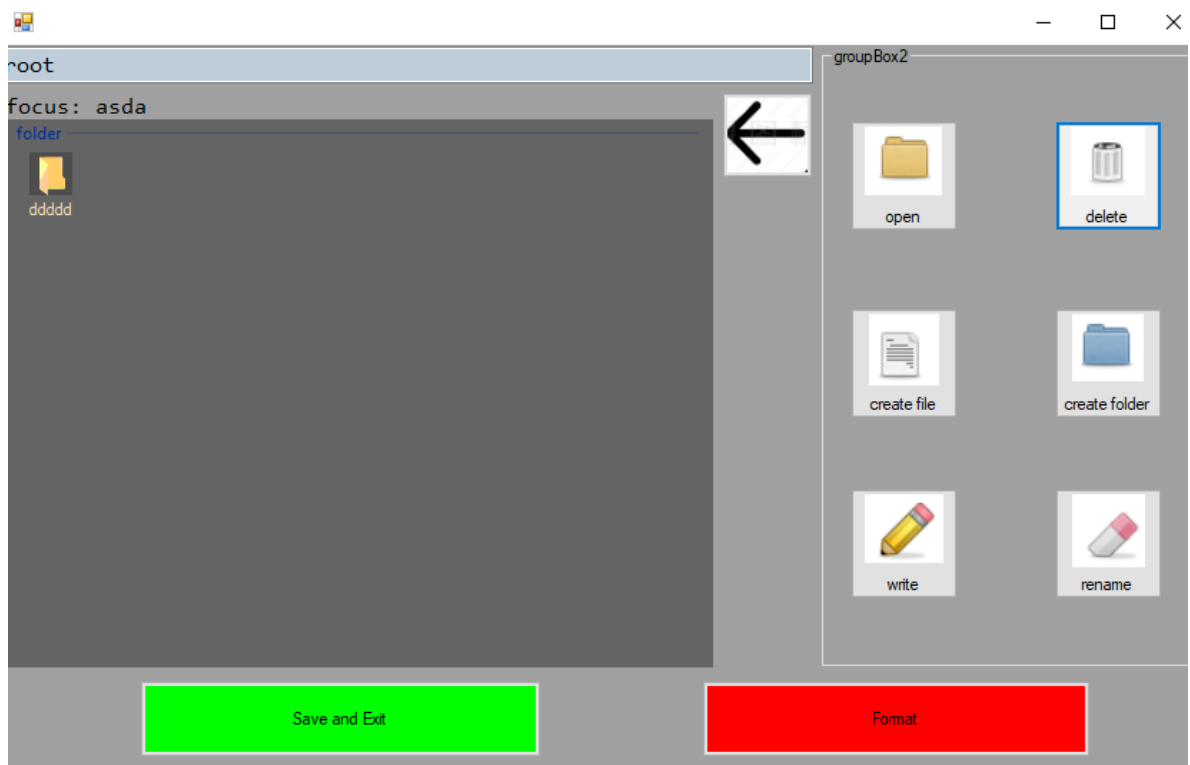 root
groupBox2
focus: asda
folder
ddddd
open
delete
create file
create folder
write
rename
Save and Exit
Format